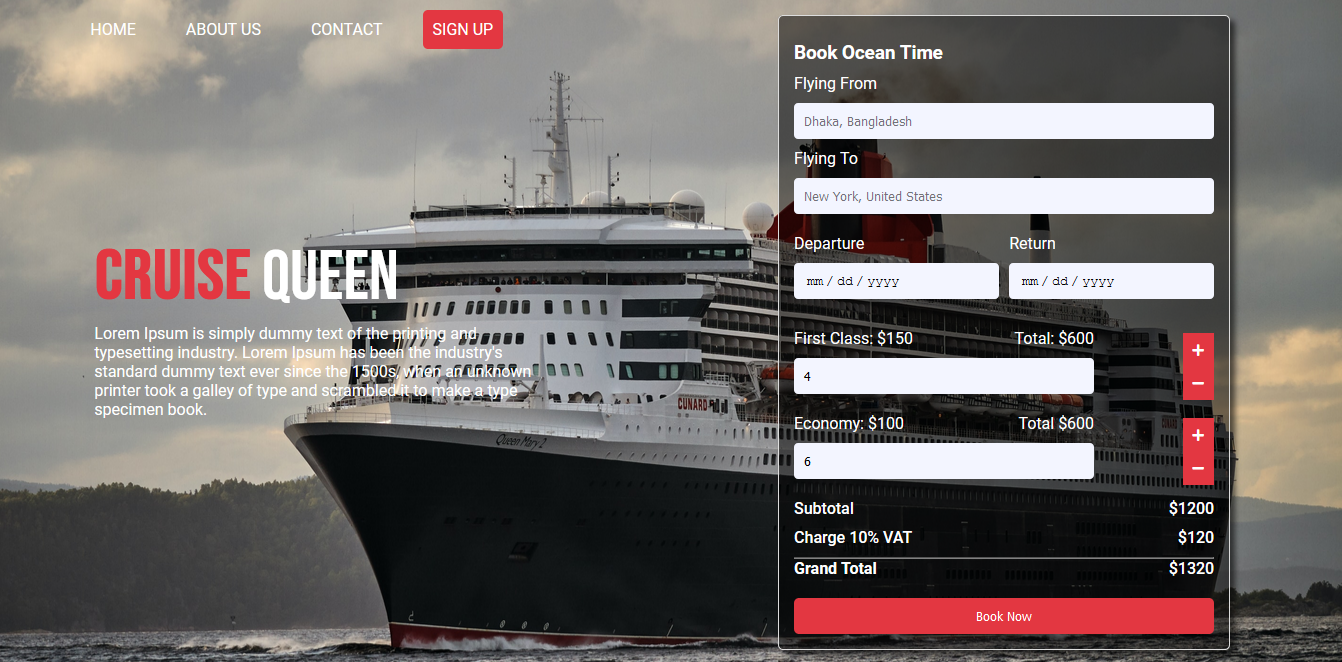 HOME ABOUT US CONTACT SIGN UP
CRUISE QUEEN
Lorem Ipsum is simply dummy text of the printing and
typesetting industry. Lorem Ipsum has been the industry's
standard dummy text ever since the 1500s, when an unknown
printer took a galley of type and scrambled it to make a type
specimen book.
CUNARD
Queen Mary 2
Book Ocean Time
Flying From
Dhaka, Bangladesh
Flying To
New York, United States
Departure Return
mm / dd / yyyy mm / dd / yyyy
First Class: $150 Total: $600
4
+
−
CUNARD
Economy: $100 Total $600
6
+
−
Subtotal $1200
Charge 10% VAT $120
Grand Total $1320
Book Now